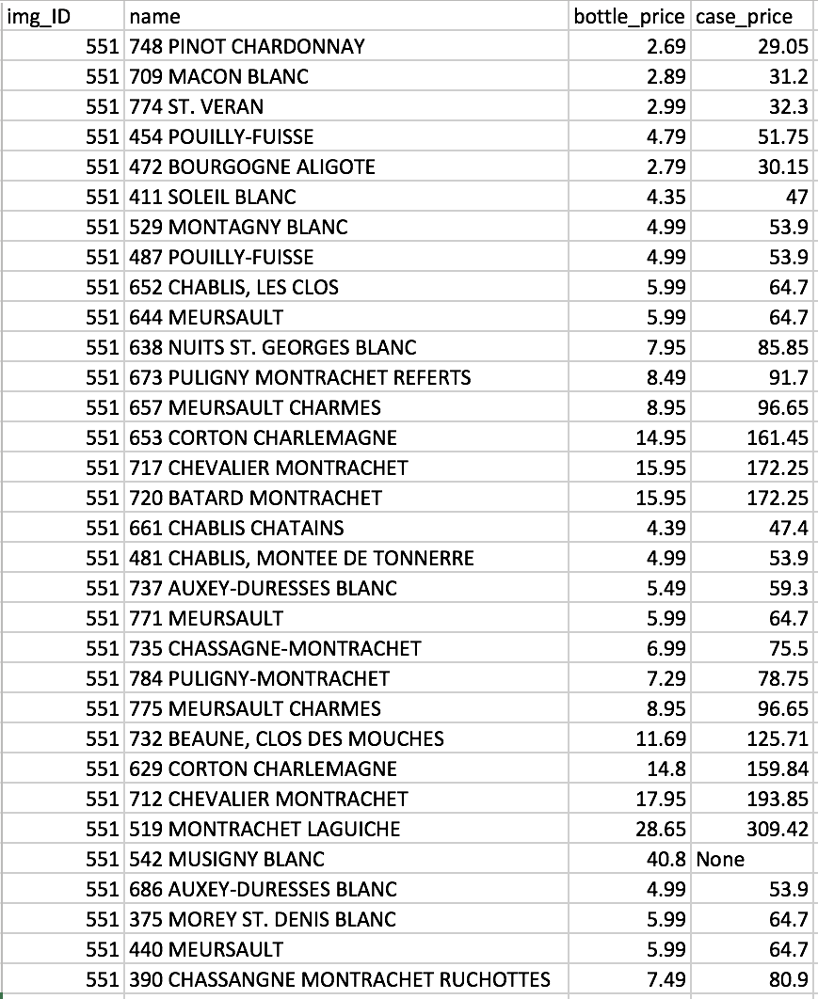 img_ID name bottle_price case_price
551 748 PINOT CHARDONNAY 2.69 29.05
551 709 MACON BLANC 2.89 31.2
551 774 ST. VERAN 2.99 32.3
551 454 POUILLY-FUISSE 4.79 51.75
551 472 BOURGOGNE ALIGOTE 2.79 30.15
551 411 SOLEIL BLANC 4.35 47
551 529 MONTAGNY BLANC 4.99 53.9
551 487 POUILLY-FUISSE 4.99 53.9
551 652 CHABLIS, LES CLOS 5.99 64.7
551 644 MEURSAULT 5.99 64.7
551 638 NUITS ST. GEORGES BLANC 7.95 85.85
551 673 PULIGNY MONTRACHET REFERTS 8.49 91.7
551 657 MEURSAULT CHARMES 8.95 96.65
551 653 CORTON CHARLEMAGNE 14.95 161.45
551 717 CHEVALIER MONTRACHET 15.95 172.25
551 720 BATARD MONTRACHET 15.95 172.25
551 661 CHABLIS CHATAINS 4.39 47.4
551 481 CHABLIS, MONTEE DE TONNERRE 4.99 53.9
551 737 AUXEY-DURESSES BLANC 5.49 59.3
551 771 MEURSAULT 5.99 64.7
551 735 CHASSAGNE-MONTRACHET 6.99 75.5
551 784 PULIGNY-MONTRACHET 7.29 78.75
551 775 MEURSAULT CHARMES 8.95 96.65
551 732 BEAUNE, CLOS DES MOUCHES 11.69 125.71
551 629 CORTON CHARLEMAGNE 14.8 159.84
551 712 CHEVALIER MONTRACHET 17.95 193.85
551 519 MONTRACHET LAGUICHE 28.65 309.42
551 542 MUSIGNY BLANC 40.8 None
551 686 AUXEY-DURESSES BLANC 4.99 53.9
551 375 MOREY ST. DENIS BLANC 5.99 64.7
551 440 MEURSAULT 5.99 64.7
551 390 CHASSANGNE MONTRACHET RUCHOTTES 7.49 80.9